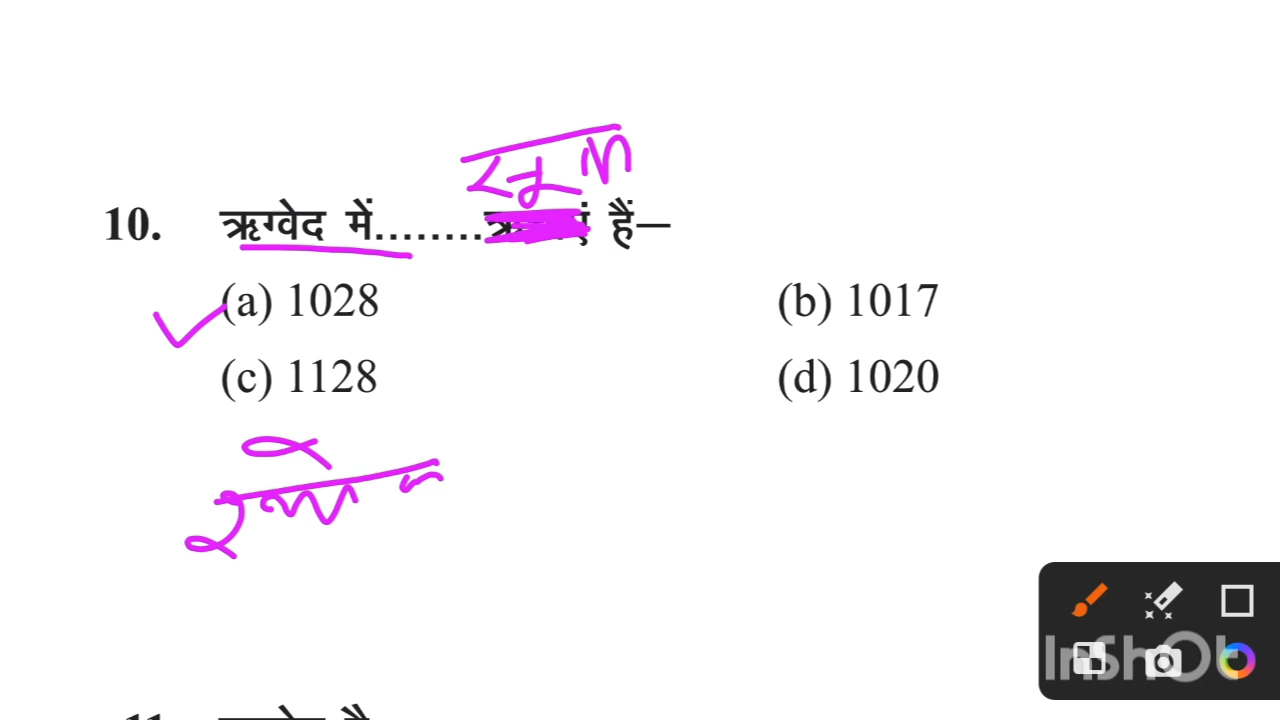 10. ऋग्वेद में........ हैं—
(a) 1028 (b) 1017
(c) 1128 (d) 1020
InShOt